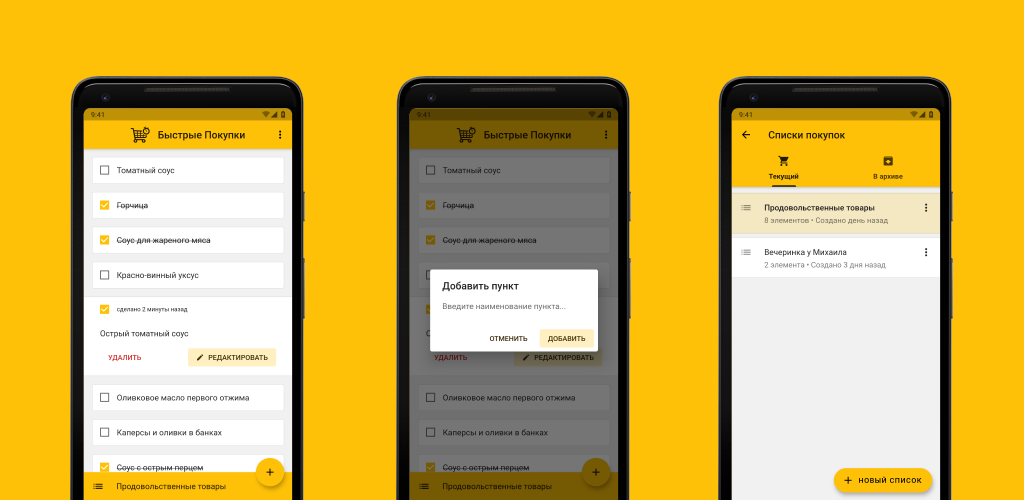 9:41
Быстрые Покупки
Томатный соус
Горчица
Соус для жареного мяса
Красно-винный уксус
сделано 2 минуты назад
Острый томатный соус
УДАЛИТЬ
РЕДАКТИРОВАТЬ
Оливковое масло первого отжима
Каперсы и оливки в банках
Соус с острым перцем
Продовольственные товары
9:41
Быстрые Покупки
Томатный соус
Горчица
Соус для жареного мяса
Добавить пункт
Введите наименование пункта...
ОТМЕНИТЬ
ДОБАВИТЬ
УДАЛИТЬ
РЕДАКТИРОВАТЬ
Оливковое масло первого отжима
Каперсы и оливки в банках
Соус с острым перцем
Продовольственные товары
9:41
Списки покупок
Текущий
В архиве
Продовольственные товары
8 элементов • Создано день назад
Вечеринка у Михаила
2 элемента • Создано 3 дня назад
НОВЫЙ СПИСОК